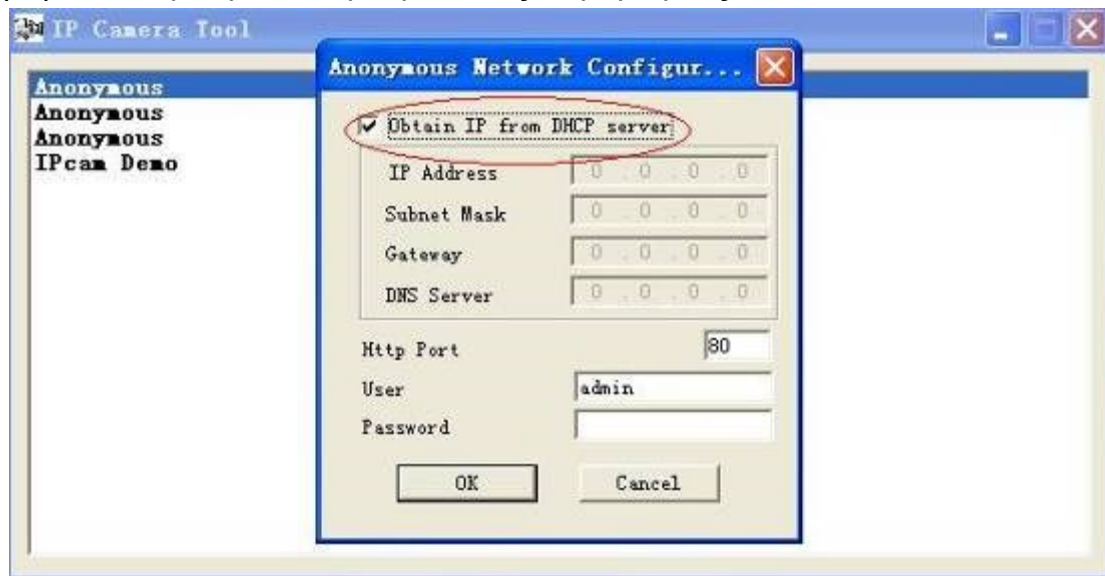 IP Camera Tool
Anonymous Network Configur...
Anonymous
Anonymous
Anonymous
IPcam Demo
Obtain IP from DHCP server
IP Address 0 . 0 . 0 . 0
Subnet Mask 0 . 0 . 0 . 0
Gateway 0 . 0 . 0 . 0
DNS Server 0 . 0 . 0 . 0
Http Port 80
User admin
Password
OK Cancel